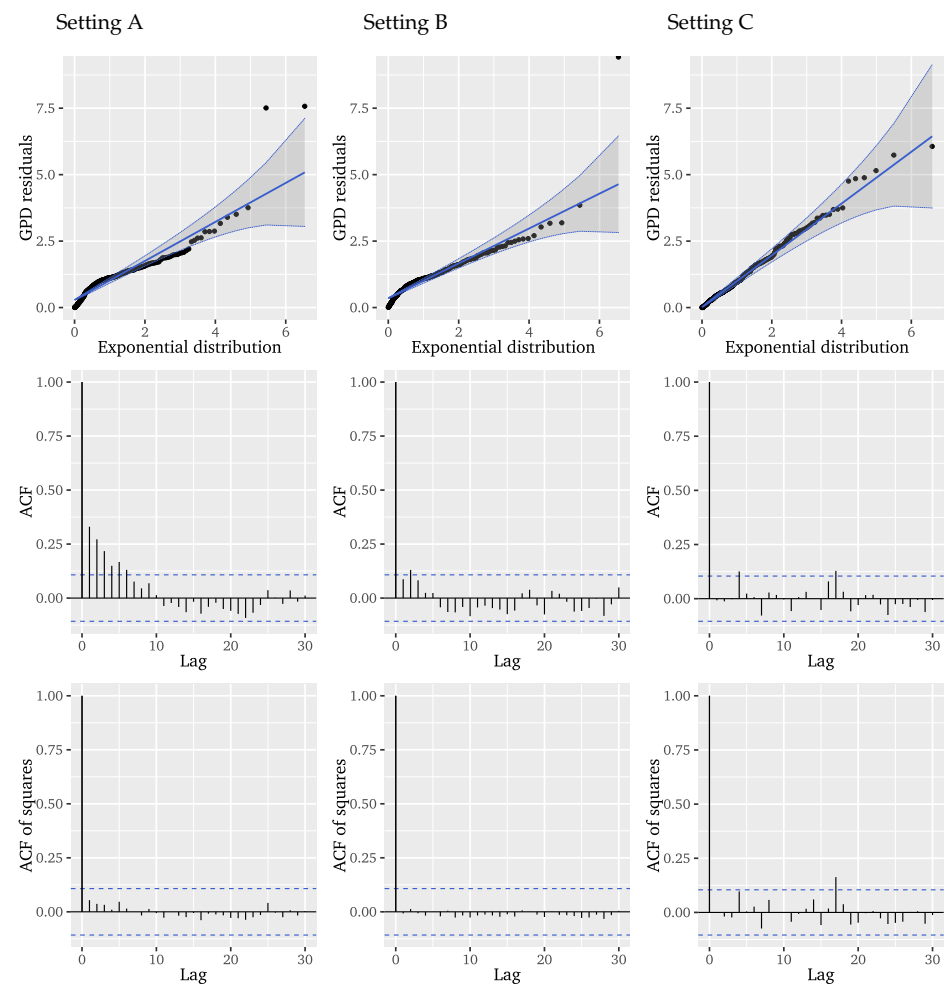 Setting A
Setting B
Setting C
GPD residuals
7.5
5.0
2.5
0.0
0 2 4 6
Exponential distribution
GPD residuals
7.5
5.0
2.5
0.0
0 2 4 6
Exponential distribution
GPD residuals
7.5
5.0
2.5
0.0
0 2 4 6
Exponential distribution
ACF
1.00
0.75
0.50
0.25
0.00
0 10 20 30
Lag
ACF
1.00
0.75
0.50
0.25
0.00
0 10 20 30
Lag
ACF
1.00
0.75
0.50
0.25
0.00
0 10 20 30
Lag
ACF of squares
1.00
0.75
0.50
0.25
0.00
0 10 20 30
Lag
ACF of squares
1.00
0.75
0.50
0.25
0.00
0 10 20 30
Lag
ACF of squares
1.00
0.75
0.50
0.25
0.00
0 10 20 30
Lag